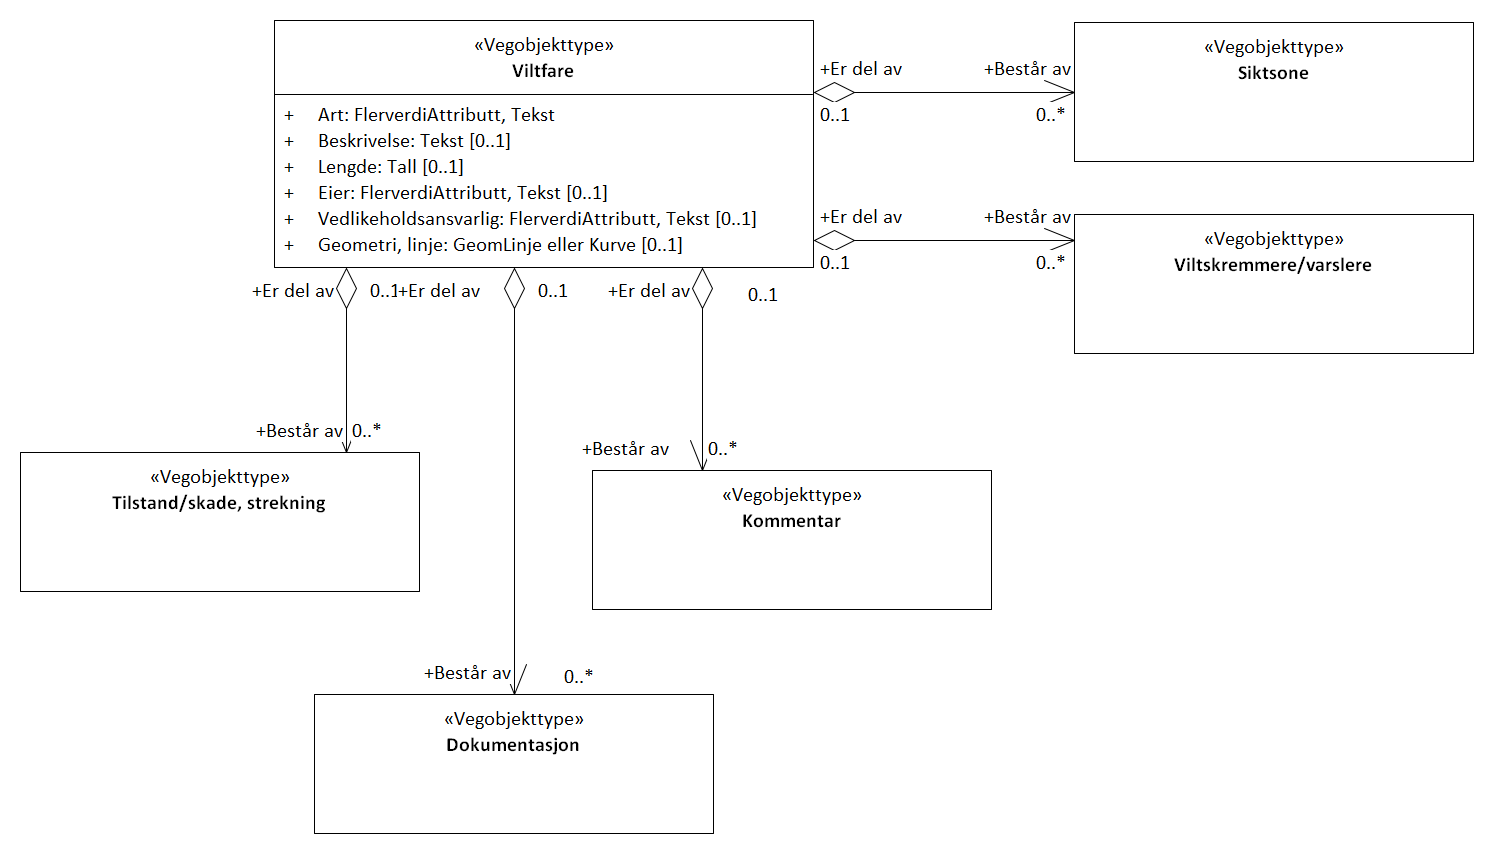 «Vegobjekttype»
Viltfare
+ Art: FlerverdiAttributt, Tekst
+ Beskrivelse: Tekst [0..1]
+ Lengde: Tall [0..1]
+ Eier: FlerverdiAttributt, Tekst [0..1]
+ Vedlikeholdsansvarlig: FlerverdiAttributt, Tekst [0..1]
+ Geometri, linje: GeomLinje eller Kurve [0..1]
+Er del av
+Består av
0..1
0..*
«Vegobjekttype»
Siktsone
+Er del av
+Består av
0..1
0..*
«Vegobjekttype»
Viltskremmere/varslere
+Er del av
0..1
+Er del av
0..1
+Er del av
0..1
+Består av
0..*
«Vegobjekttype»
Tilstand/skade, strekning
+Består av
0..*
«Vegobjekttype»
Kommentar
+Består av
0..*
«Vegobjekttype»
Dokumentasjon